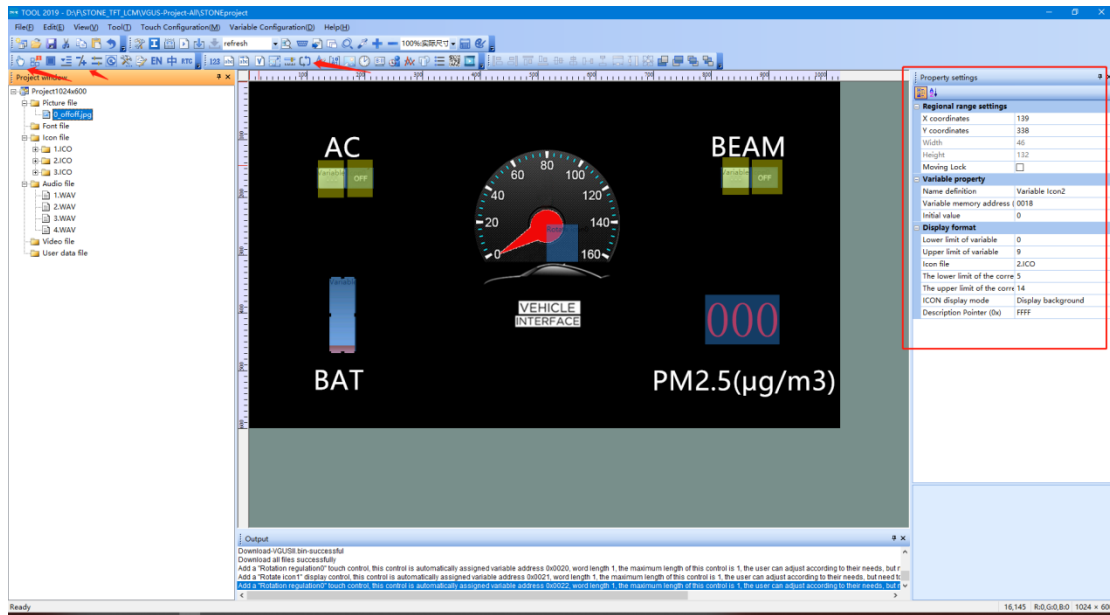 TOOL 2019 - D:\F\STONE_TFT_LCM\VGUS-Project-All\STONEproject
File(F) Edit(E) View(V) Tool(T) Touch Configuration(M) Variable Configuration(D) Help(H)
refresh 100%实际尺寸
EN 中 RTC 123
Project window
Project1024x600
Picture file
0_offoff.jpg
Font file
Icon file
1.ICO
2.ICO
3.ICO
Audio file
1.WAV
2.WAV
3.WAV
4.WAV
Video file
User data file
AC
Variable OFF
BEAM
Variable OFF
0 20 40 60 80 100 120 140 160
Variable
BAT
VEHICLE
INTERFACE
000
PM2.5(μg/m3)
Property settings
Regional range settings
X coordinates 139
Y coordinates 338
Width 46
Height 132
Moving Lock
Variable property
Name definition Variable Icon2
Variable memory address ( 0018
Initial value 0
Display format
Lower limit of variable 0
Upper limit of variable 9
Icon file 2.ICO
The lower limit of the corre 5
The upper limit of the corre 14
ICON display mode Display background
Description Pointer (0x) FFFF
Output
Download-VGUSII.bin-successful
Download all files successfully
Add a "Rotation regulation0" touch control, this control is automatically assigned variable address 0x0020, word length 1, the maximum length of this control is 1, the user can adjust according to their needs, but
Add a "Rotate icon1" display control, this control is automatically assigned variable address 0x0021, word length 1, the maximum length of this control is 1, the user can adjust according to their needs, but need to
Add a "Rotation regulation0" touch control, this control is automatically assigned variable address 0x0022, word length 1, the maximum length of this control is 1, the user can adjust according to their needs, but
Ready
16,145 R:0,G:0,B:0 1024 × 60